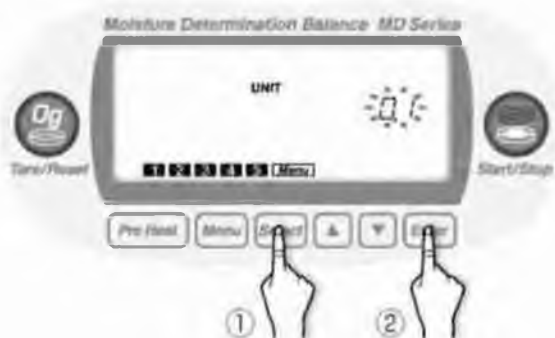 Moisture Determination Balance MD Series
UNIT
0.1
0g
Tare/Reset
Start/Stop
1 2 3 4 5 Menu
Pre Heat Menu Select ▲ ▼ Enter
① ②